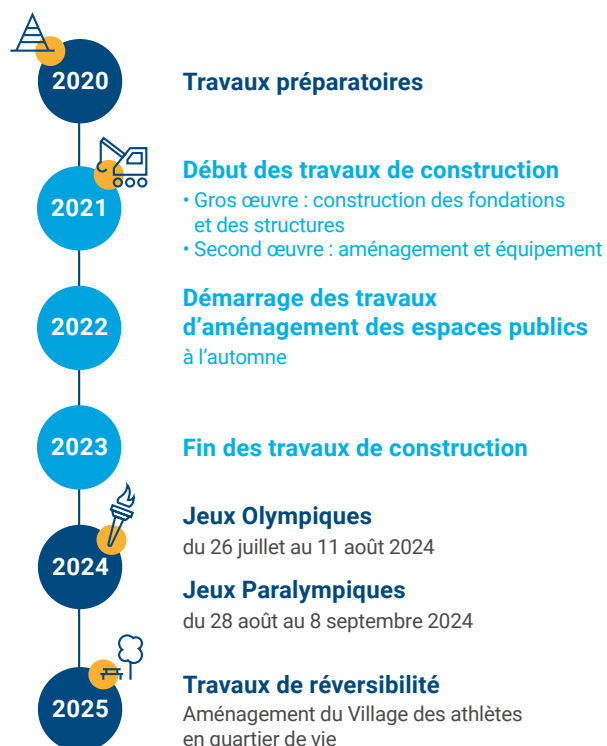 2020
Travaux préparatoires
2021
Début des travaux de construction
• Gros œuvre : construction des fondations
et des structures
• Second œuvre : aménagement et équipement
2022
Démarrage des travaux
d’aménagement des espaces publics
à l’automne
2023
Fin des travaux de construction
2024
Jeux Olympiques
du 26 juillet au 11 août 2024
Jeux Paralympiques
du 28 août au 8 septembre 2024
2025
Travaux de réversibilité
Aménagement du Village des athlètes
en quartier de vie